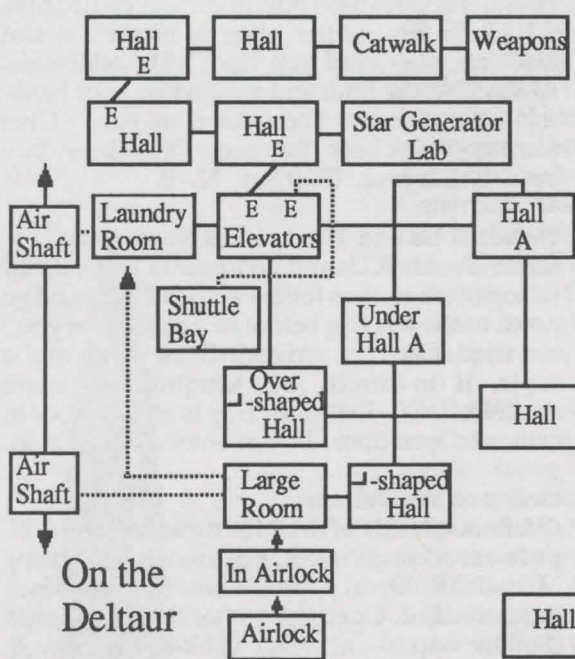 Hall Hall Catwalk Weapons
E
E Hall Star Generator
Hall E Lab
Air Laundry E E Hall
Shaft Room Elevators A
Shuttle Under
Bay Hall A
Over
-shaped Hall
Hall
Air Large -shaped
Shaft Room Hall
On the In Airlock
Deltaur Hall
Airlock